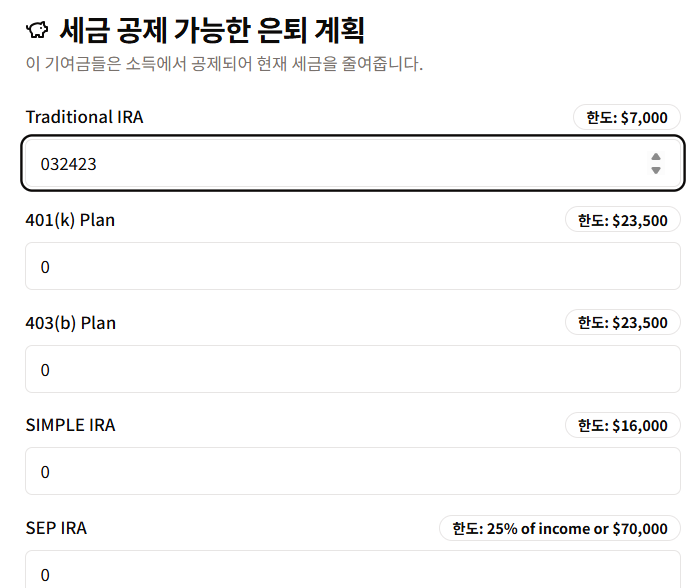 세금 공제 가능한 은퇴 계획
이 기여금들은 소득에서 공제되어 현재 세금을 줄여줍니다.
Traditional IRA 한도: $7,000
032423
401(k) Plan 한도: $23,500
0
403(b) Plan 한도: $23,500
0
SIMPLE IRA 한도: $16,000
0
SEP IRA 한도: 25% of income or $70,000
0